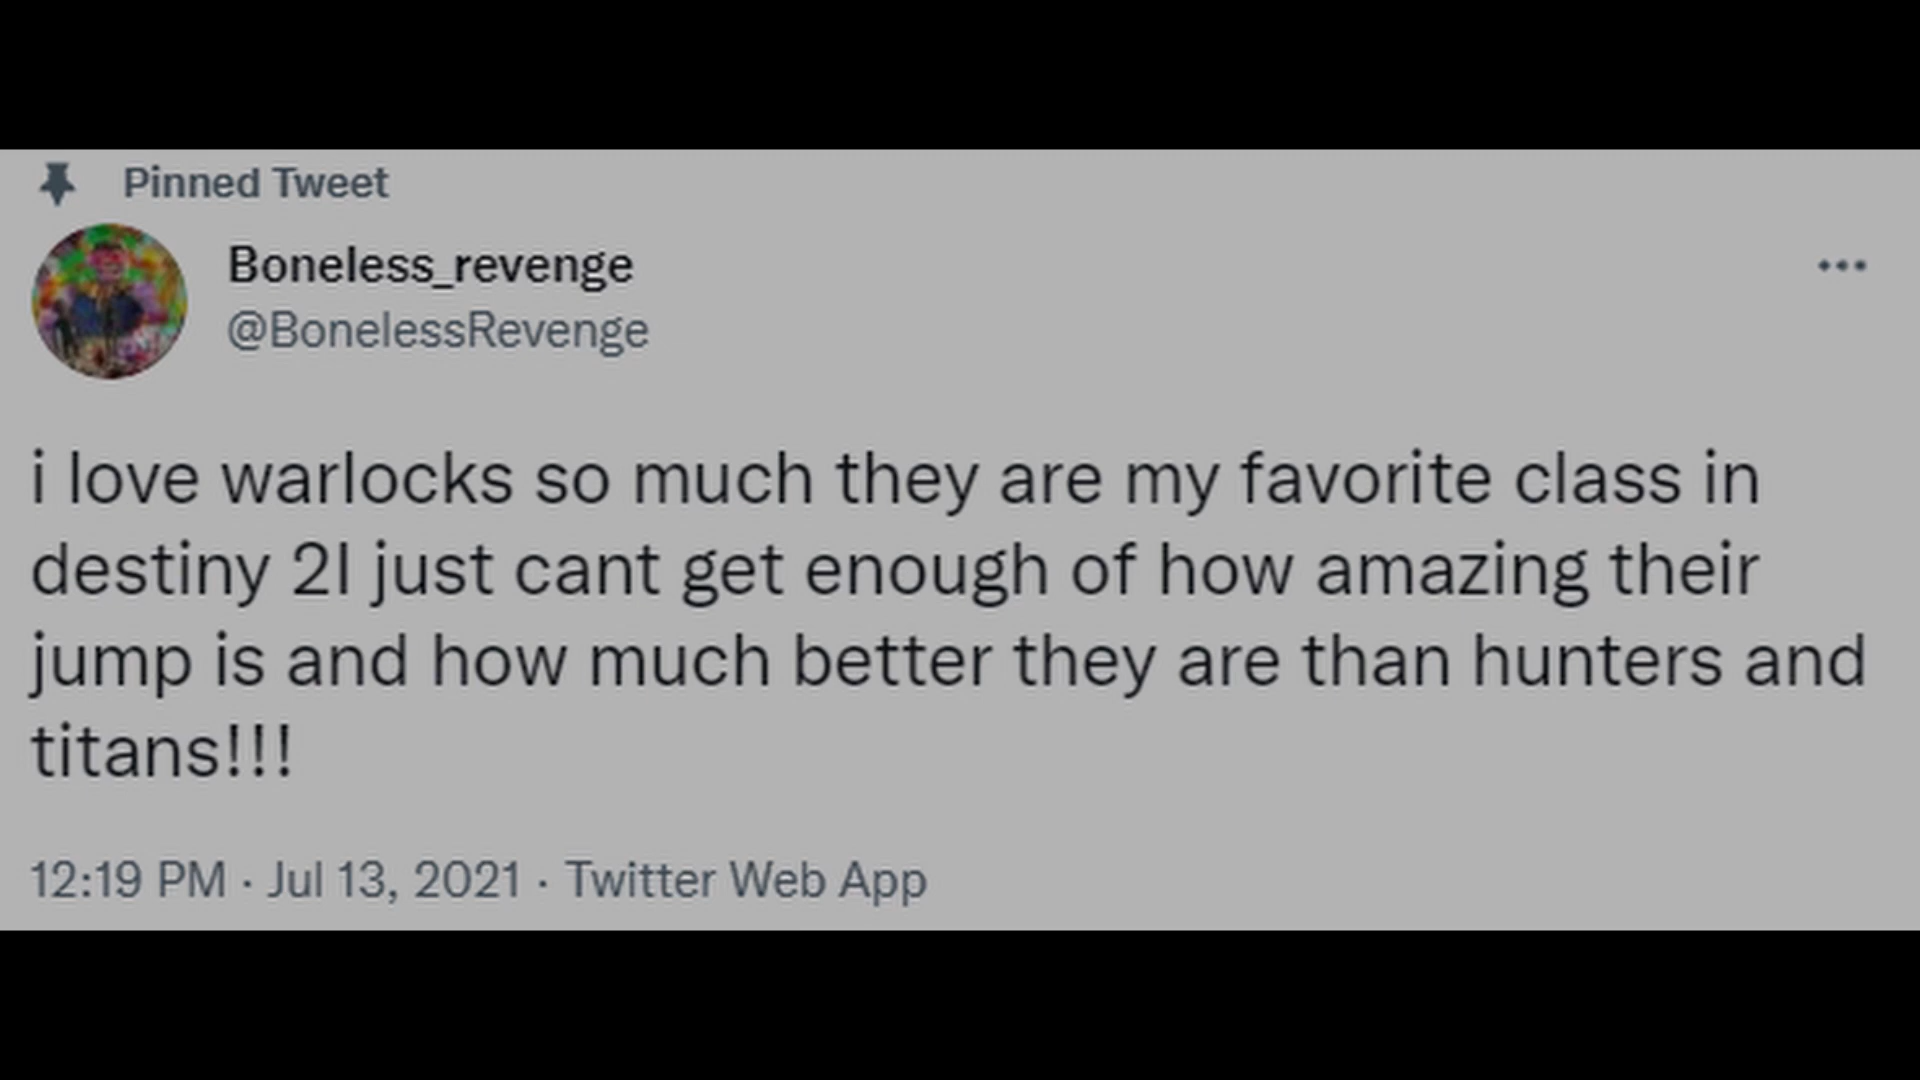 Pinned Tweet
Boneless_revenge
@BonelessRevenge
i love warlocks so much they are my favorite class in
destiny 2I just cant get enough of how amazing their
jump is and how much better they are than hunters and
titans!!!
12:19 PM · Jul 13, 2021 · Twitter Web App